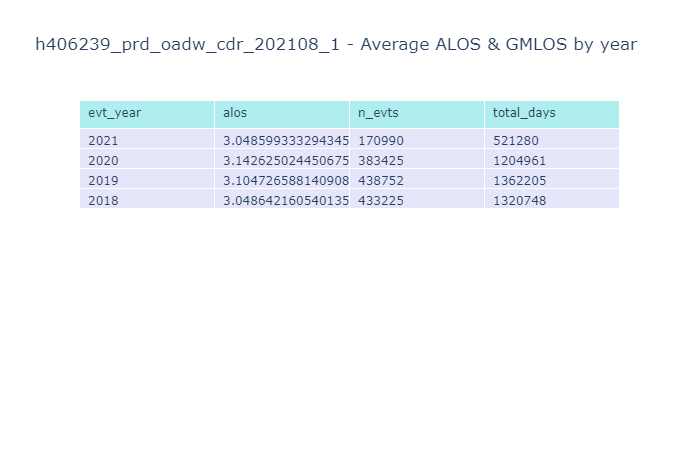 h406239_prd_oadw_cdr_202108_1 - Average ALOS & GMLOS by year
evt_year alos n_evts total_days
2021 3.048599333294345 170990 521280
2020 3.142625024450675 383425 1204961
2019 3.104726588140908 438752 1362205
2018 3.048642160540135 433225 1320748